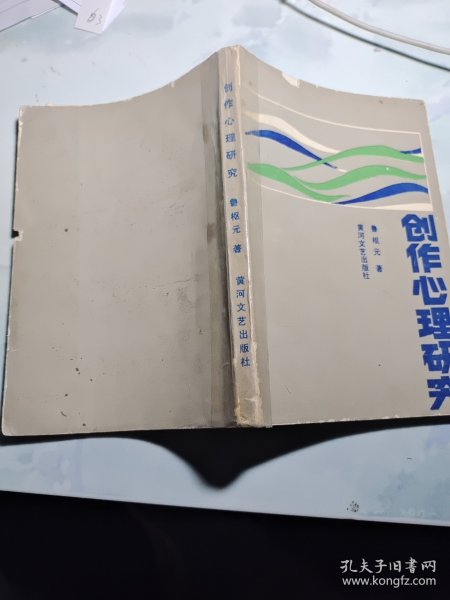 创作心理研究 鲁枢元 著 黄河文艺出版社
鲁枢元 著
黄河文艺出版社
创作心理研究
孔夫子旧书网
www.kongfz.com